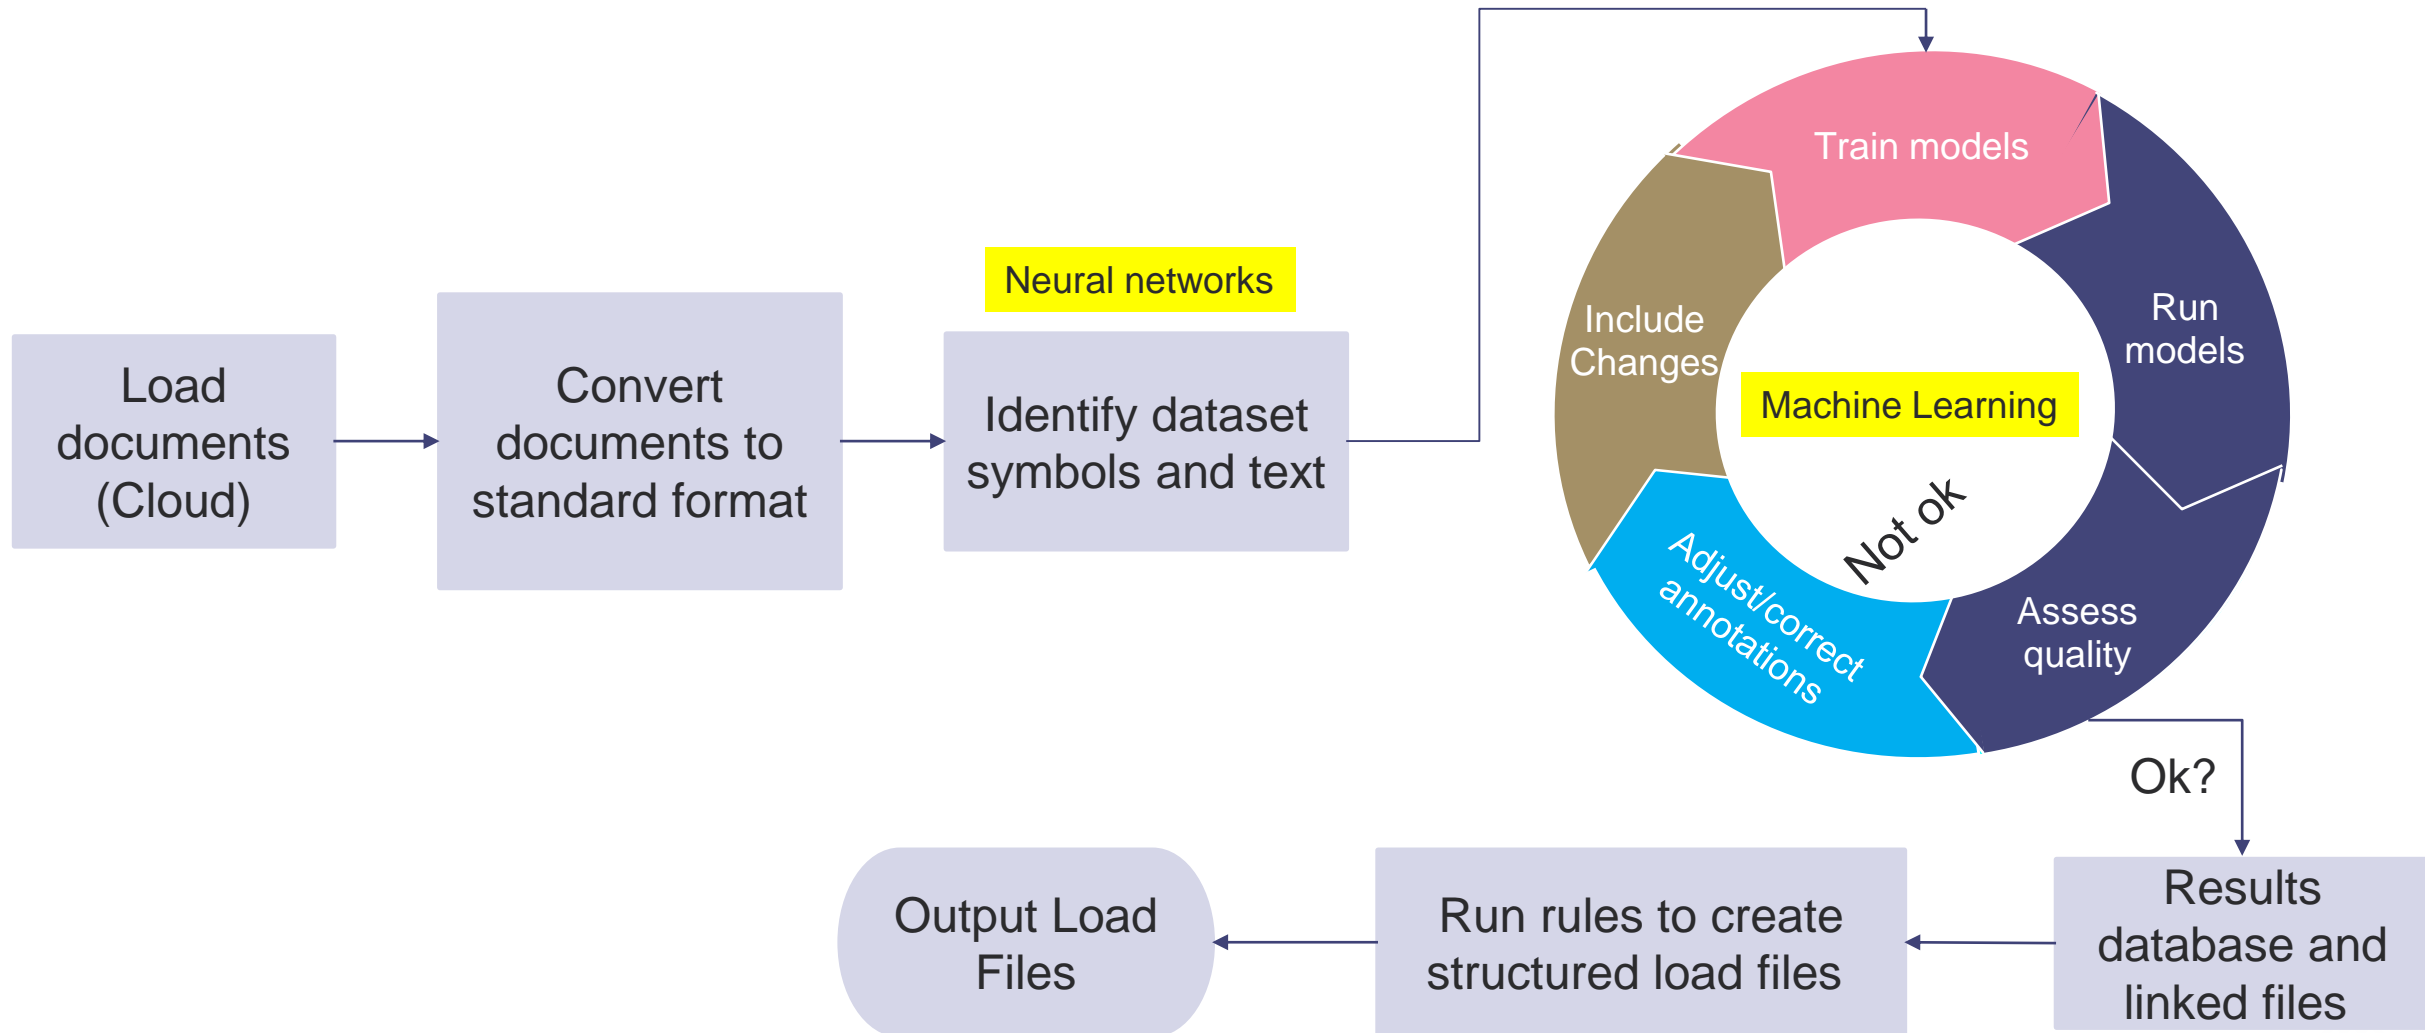 Load
documents
(Cloud)
Convert
documents to
standard format
Neural networks
Identify dataset
symbols and text
Train models
Run
models
Assess
quality
Adjust/correct
annotations
Include
Changes
Machine Learning
Not ok
Ok?
Results
database and
linked files
Run rules to create
structured load files
Output Load
Files